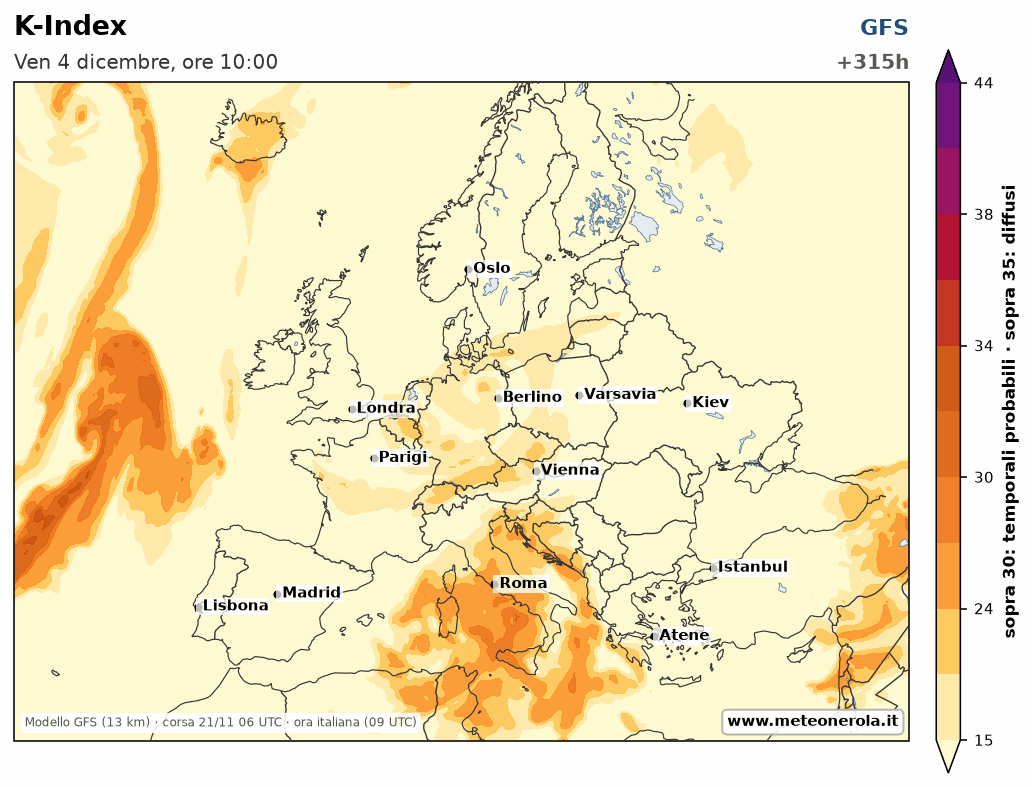 K-Index
GFS
Ven 4 dicembre, ore 10:00
+315h
44
38
34
30
24
15
sopra 30: temporali probabili · sopra 35: diffusi
Oslo
Berlino
Varsavia
Kiev
Londra
Parigi
Vienna
Istanbul
Roma
Madrid
Lisbona
Atene
Modello GFS (13 km) · corsa 21/11 06 UTC · ora italiana (09 UTC)
www.meteonerola.it